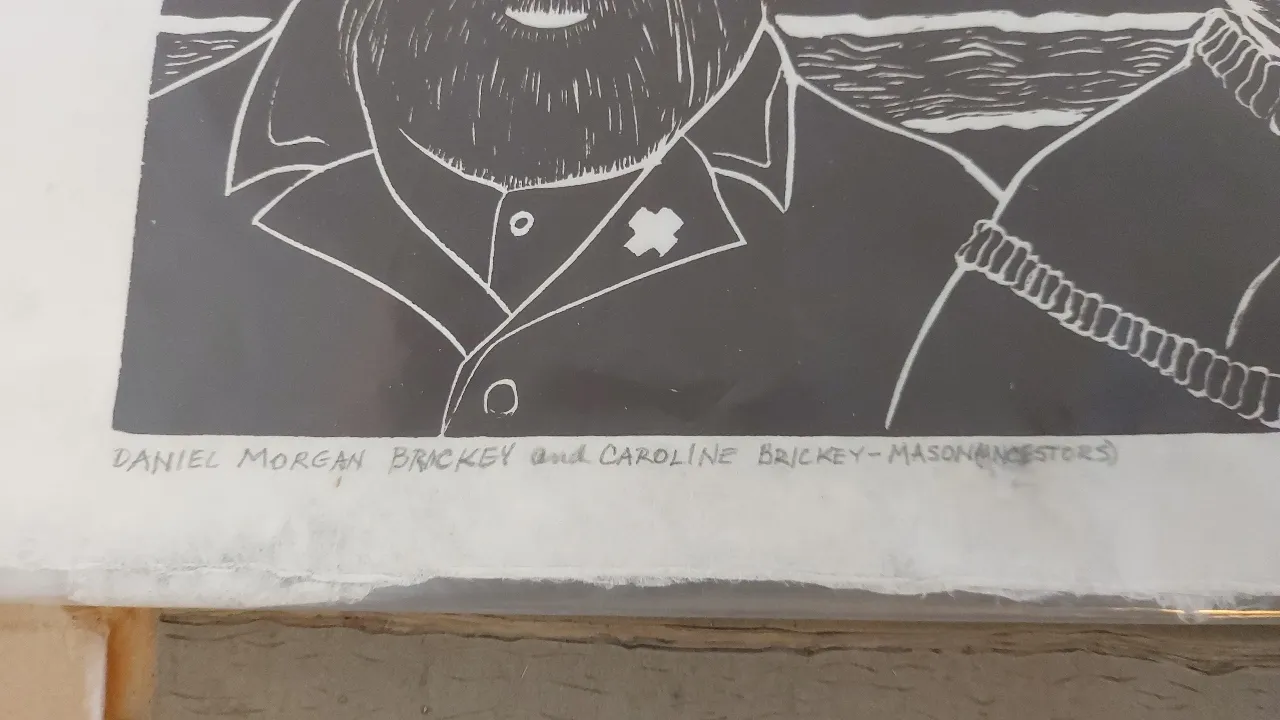 DANIEL MORGAN BRICKEY and CAROLINE BRICKEY-MASON(ANCESTORS)